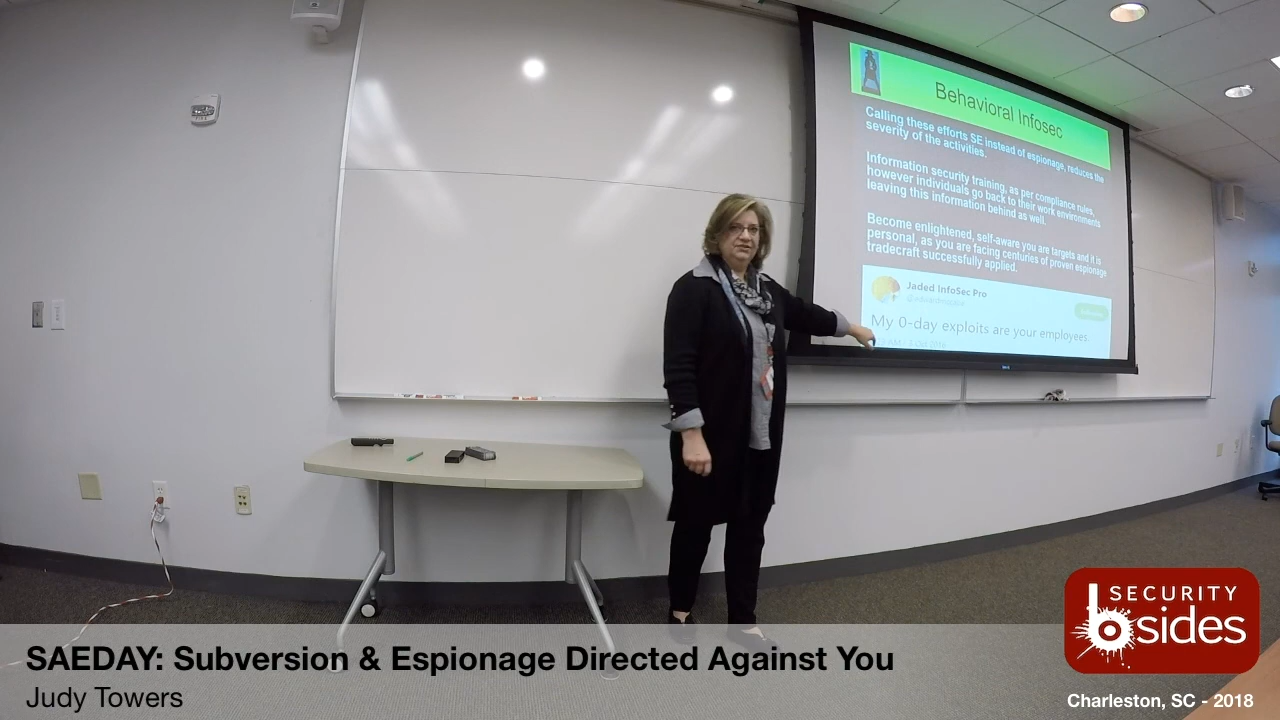 Behavioral Infosec
Calling these efforts SE instead of espionage, reduces the
severity of the activities.
Information security training, as per compliance rules,
however individuals go back to their work environments
leaving this information behind as well.
Become enlightened, self-aware you are targets and it is
personal, as you are facing centuries of proven espionage
tradecraft successfully applied.
Jaded InfoSec Pro
My 0-day exploits are your employees.
FIRE
SECURITY
bsides
SAEDAY: Subversion & Espionage Directed Against You
Judy Towers
Charleston, SC - 2018